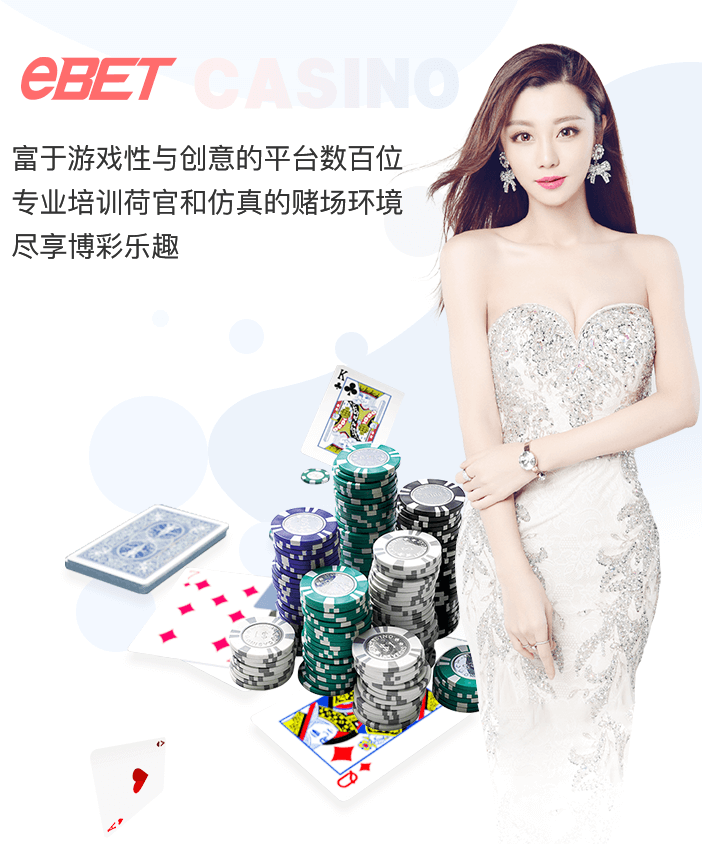 eBET CASINO
富于游戏性与创意的平台数百位
专业培训荷官和仿真的赌场环境
尽享博彩乐趣
K
Q